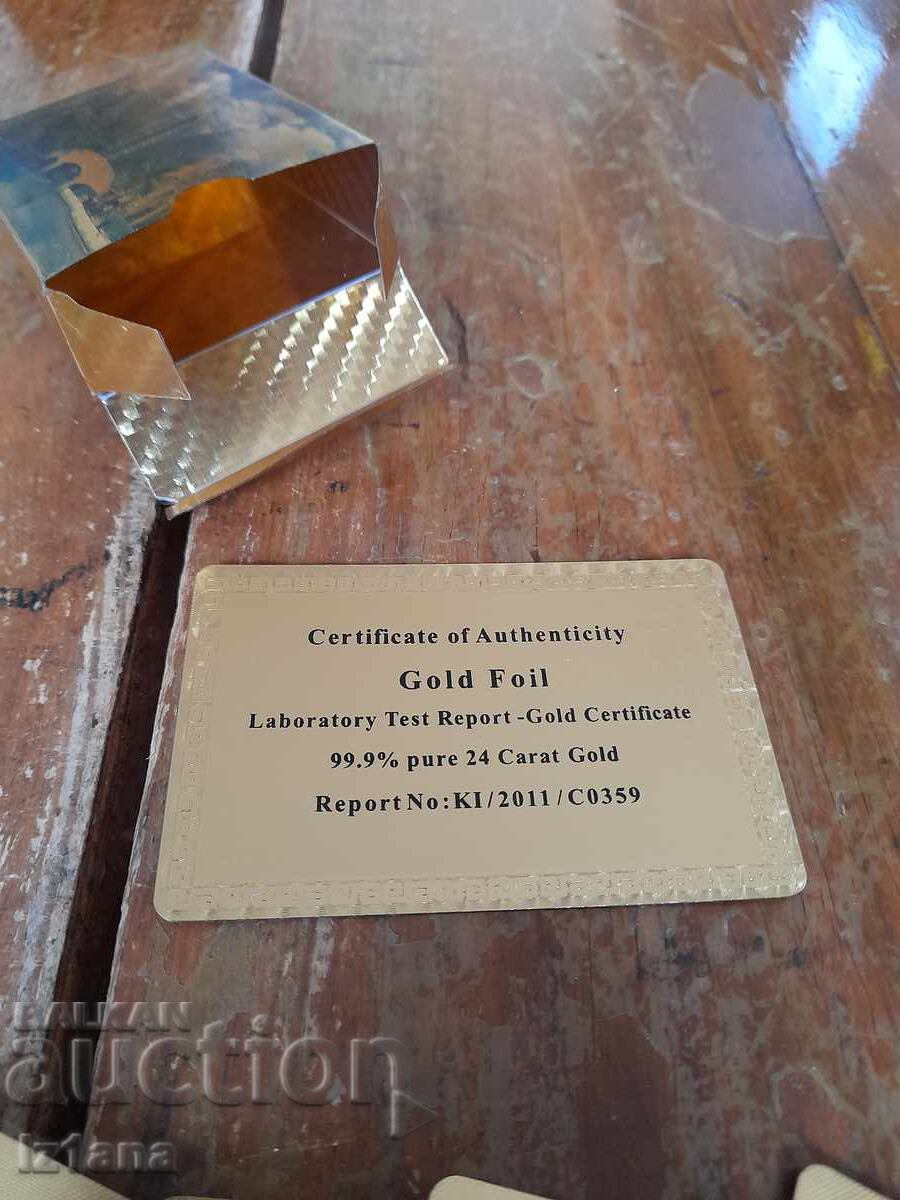 Certificate of Authenticity
Gold Foil
Laboratory Test Report -Gold Certificate
99.9% pure 24 Carat Gold
Report No:KI/2011/C0359
BALKAN
auction
Iz1ana